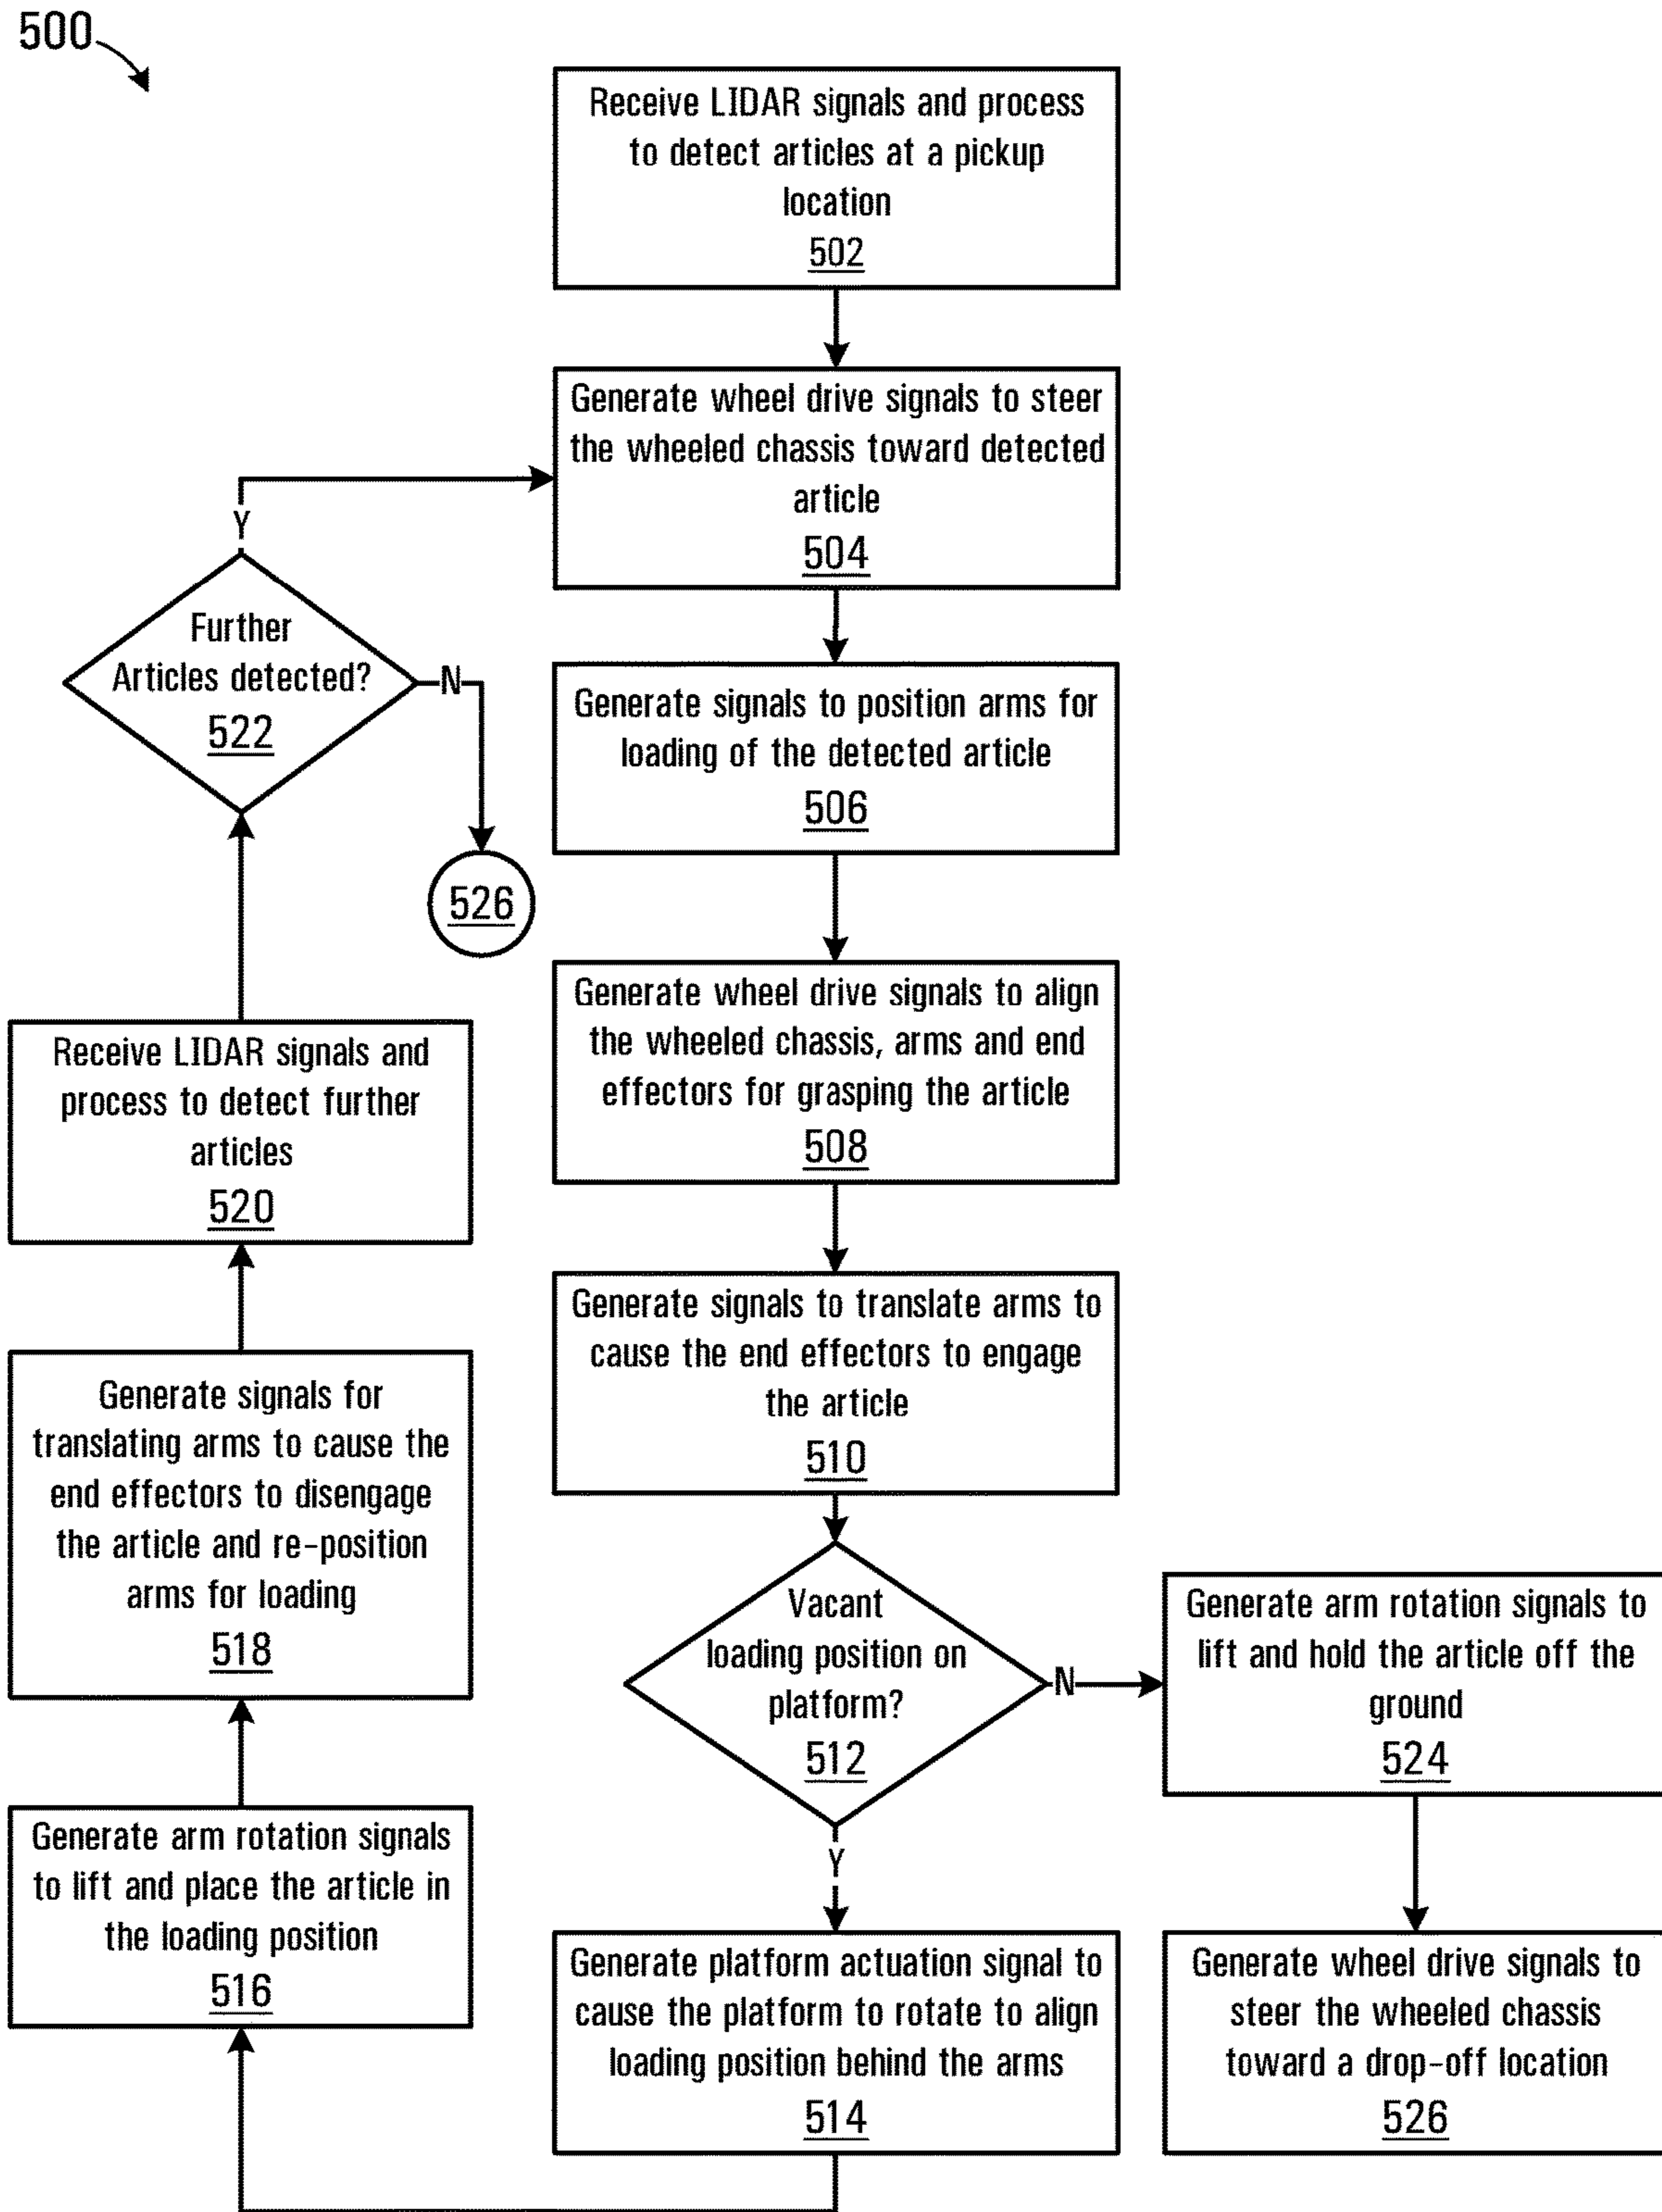 500
Receive LIDAR signals and process
to detect articles at a pickup
location
502
Generate wheel drive signals to steer
the wheeled chassis toward detected
article
504
Y
Further
Articles detected?
522
N
526
Generate signals to position arms for
loading of the detected article
506
Generate wheel drive signals to align
the wheeled chassis, arms and end
effectors for grasping the article
508
Receive LIDAR signals and
process to detect further
articles
520
Generate signals to translate arms to
cause the end effectors to engage
the article
510
Generate signals for
translating arms to cause the
end effectors to disengage
the article and re-position
arms for loading
518
Vacant
loading position on
platform?
512
N
Y
Generate arm rotation signals to
lift and hold the article off the
ground
524
Generate arm rotation signals
to lift and place the article in
the loading position
516
Generate platform actuation signal to
cause the platform to rotate to align
loading position behind the arms
514
Generate wheel drive signals to
steer the wheeled chassis
toward a drop-off location
526